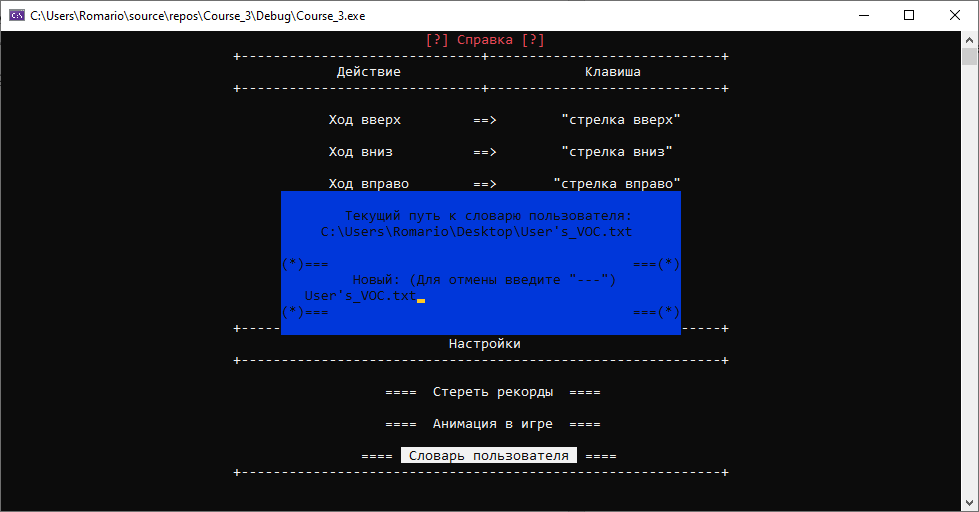 C:\Users\Romario\source\repos\Course_3\Debug\Course_3.exe
[?] Справка [?]
+------------------------------+-----------------------------+
Действие Клавиша
+------------------------------+-----------------------------+
Ход вверх ==> "стрелка вверх"
Ход вниз ==> "стрелка вниз"
Ход вправо ==> "стрелка вправо"
Текущий путь к словарю пользователя:
C:\Users\Romario\Desktop\User's_VOC.txt
(*)=== ===(*)
Новый: (Для отмены введите "---")
User's_VOC.txt
(*)=== ===(*)
+----- -----+
Настройки
+------------------------------------------------------------+
==== Стереть рекорды ====
==== Анимация в игре ====
==== Словарь пользователя ====
+------------------------------------------------------------+